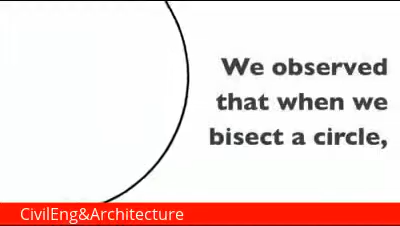 We observed
that when we
bisect a circle,
CivilEng&Architecture